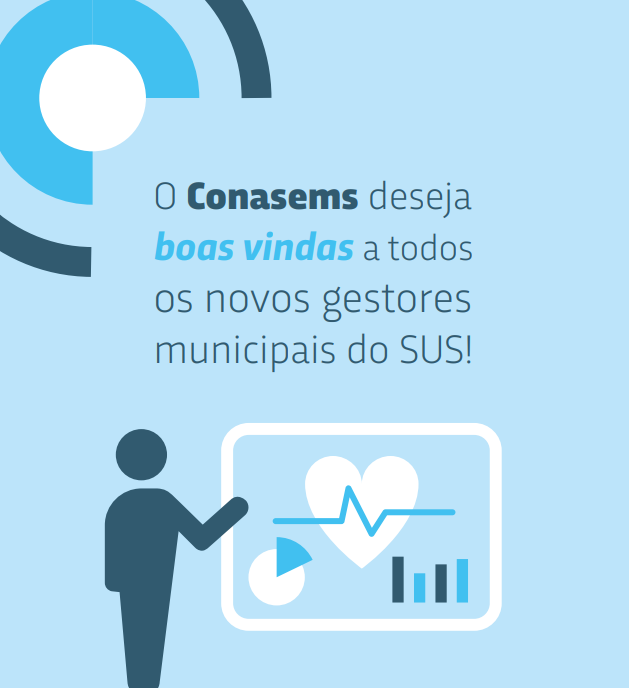 O Conasems deseja
boas vindas a todos
os novos gestores
municipais do SUS!